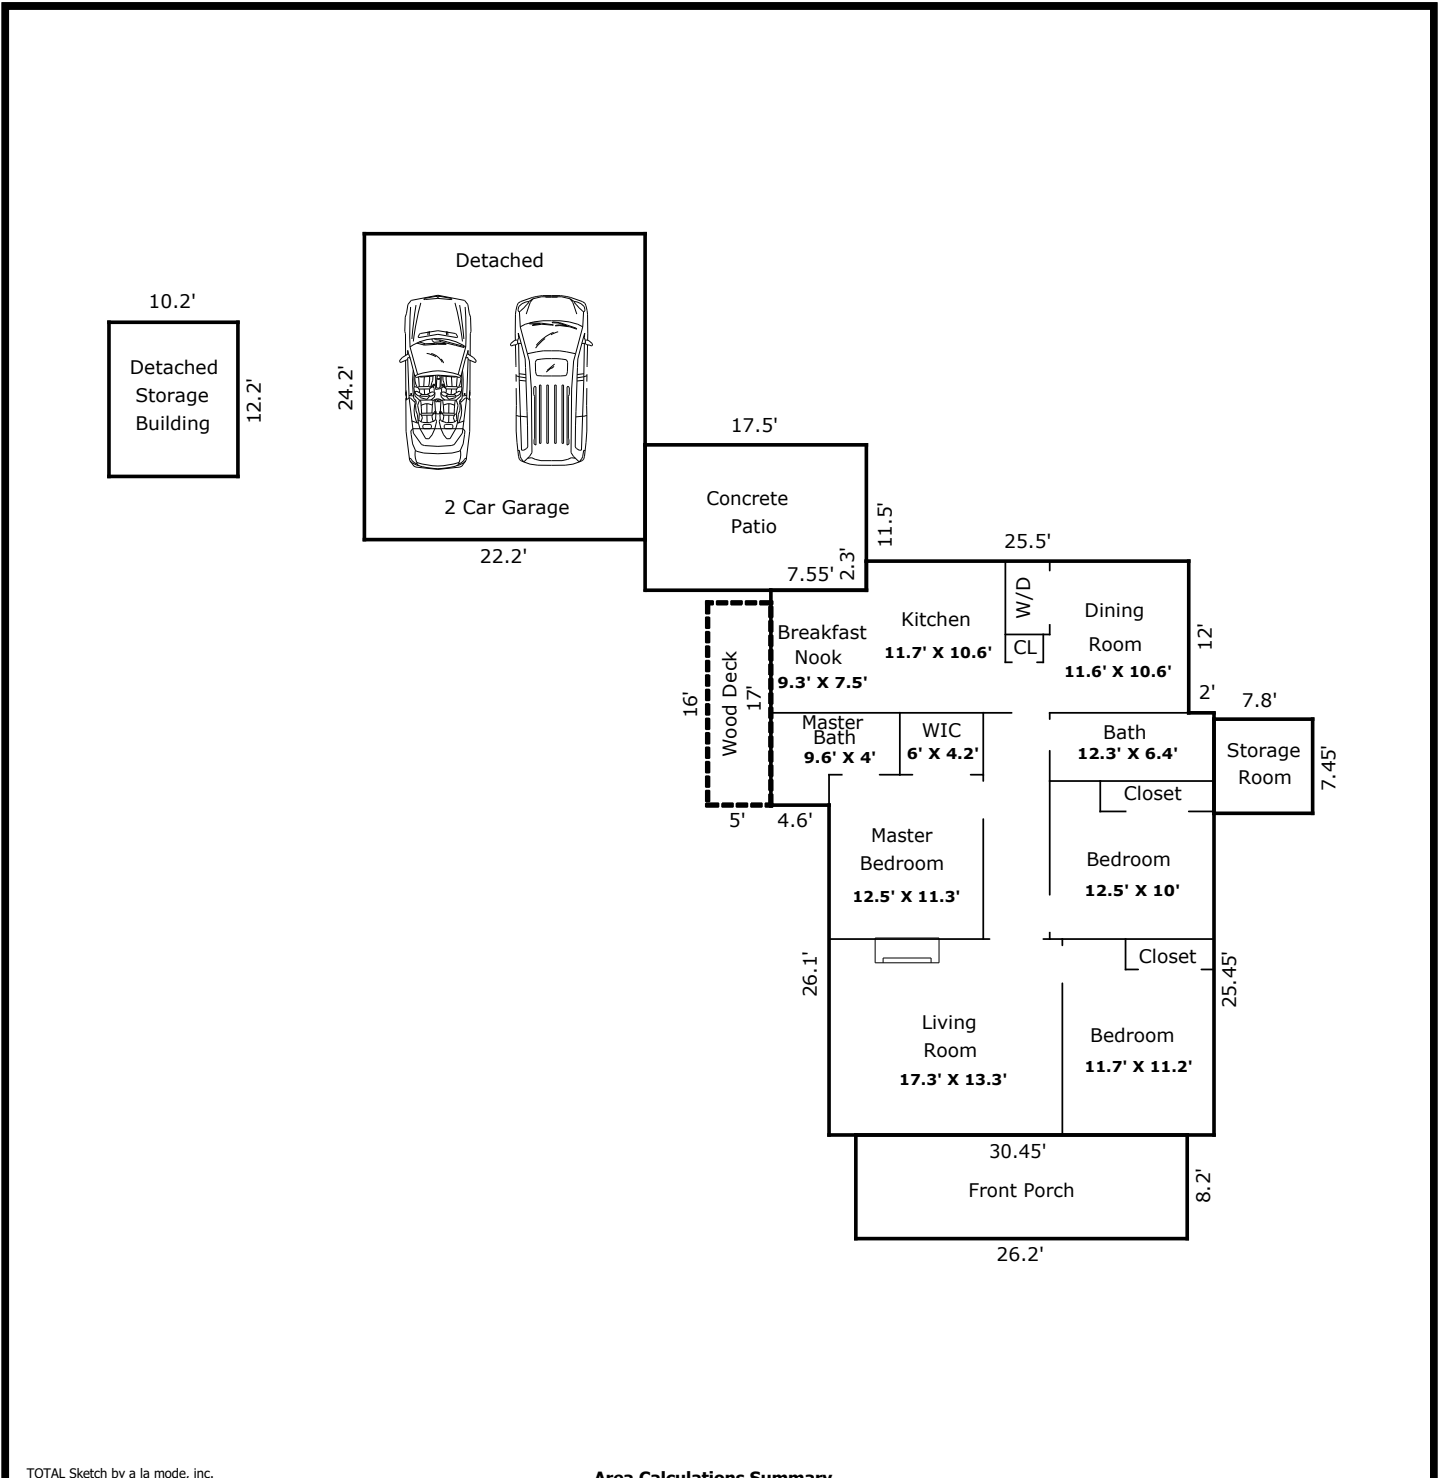 Detached
2 Car Garage
24.2'
22.2'
10.2'
Detached
Storage
Building
12.2'
17.5'
Concrete
Patio
11.5'
2.3'
7.55'
25.5'
W/D
CL
Kitchen
11.7' X 10.6'
Dining
Room
11.6' X 10.6'
12'
2'
Breakfast
Nook
9.3' X 7.5'
Wood Deck
16'
17'
5'
4.6'
Master
Bath
9.6' X 4'
WIC
6' X 4.2'
Bath
12.3' X 6.4'
7.8'
Storage
Room
7.45'
Closet
Master
Bedroom
12.5' X 11.3'
Bedroom
12.5' X 10'
Closet
26.1'
25.45'
Living
Room
17.3' X 13.3'
Bedroom
11.7' X 11.2'
30.45'
Front Porch
8.2'
26.2'
TOTAL Sketch by a la mode, inc.
Area Calculations Summary